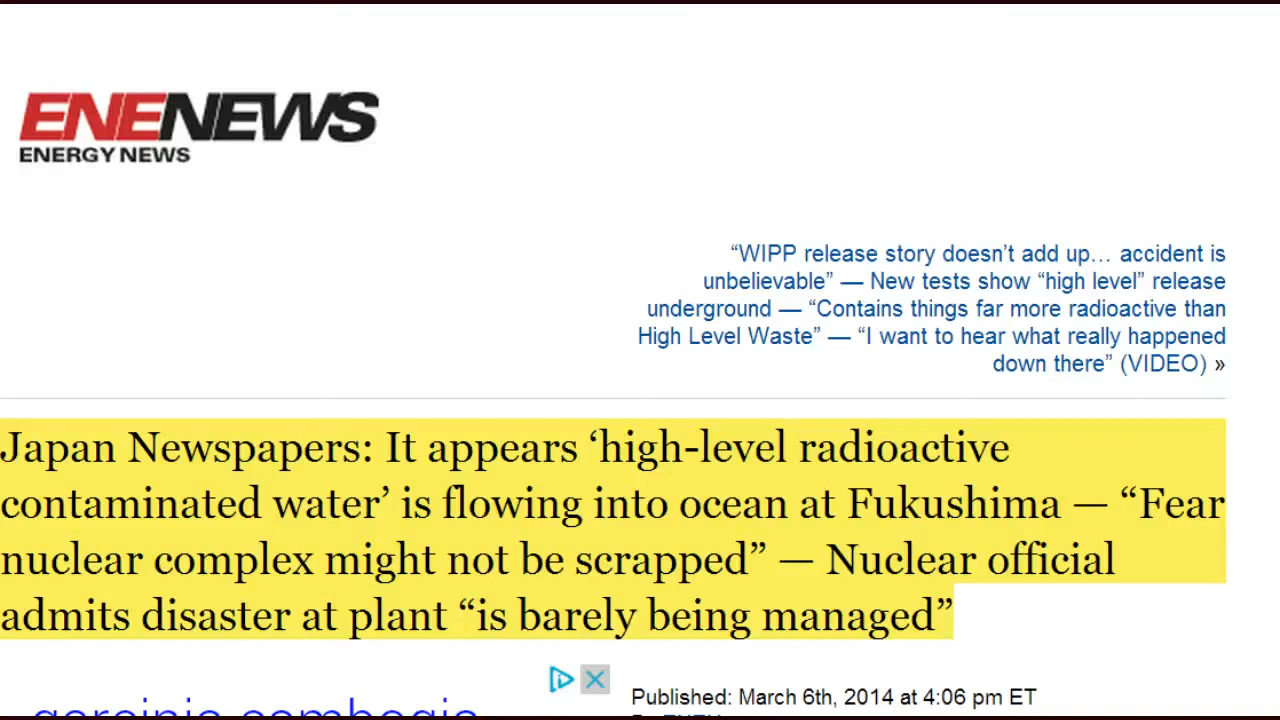 ENENEWS
ENERGY NEWS
“WIPP release story doesn’t add up… accident is
unbelievable” — New tests show “high level” release
underground — “Contains things far more radioactive than
High Level Waste” — “I want to hear what really happened
down there” (VIDEO) »
Japan Newspapers: It appears ‘high-level radioactive
contaminated water’ is flowing into ocean at Fukushima — “Fear
nuclear complex might not be scrapped” — Nuclear official
admits disaster at plant “is barely being managed”
Published: March 6th, 2014 at 4:06 pm ET